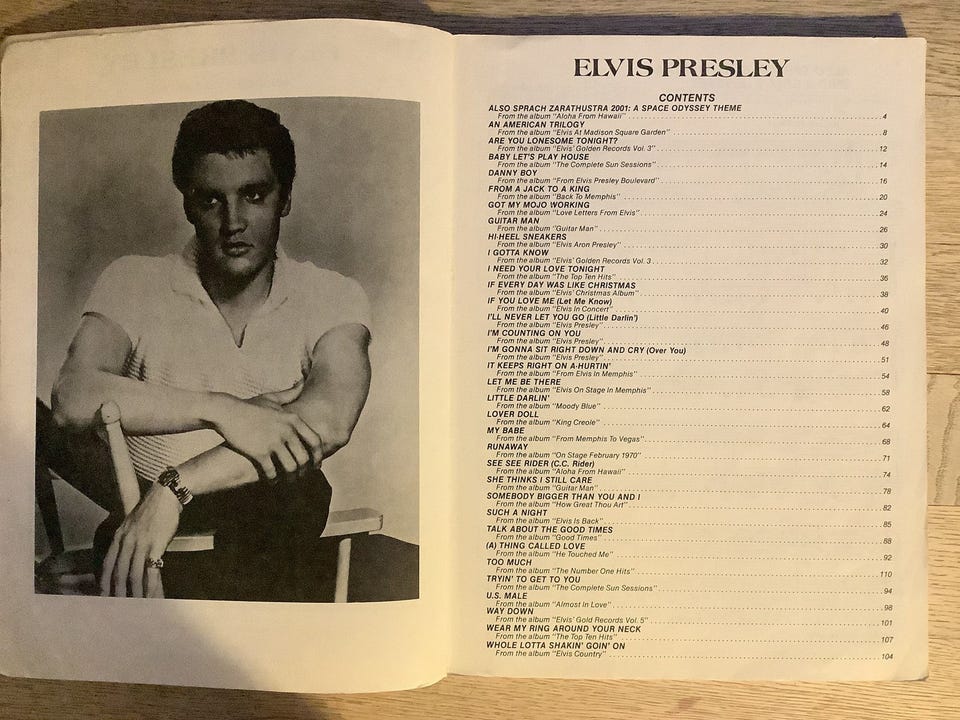 ELVIS PRESLEY
CONTENTS
ALSO SPRACH ZARATHUSTRA 2001: A SPACE ODYSSEY THEME
From the album "Aloha From Hawaii" 4
AN AMERICAN TRILOGY
From the album "Elvis At Madison Square Garden" 8
ARE YOU LONESOME TONIGHT?
From the album "Elvis' Golden Records Vol. 3" 12
BABY LET'S PLAY HOUSE
From the album "The Complete Sun Sessions" 14
DANNY BOY
From the album "From Elvis Presley Boulevard" 16
FROM A JACK TO A KING
From the album "Back To Memphis" 20
GOT MY MOJO WORKING
From the album "Love Letters From Elvis" 24
GUITAR MAN
From the album "Guitar Man" 26
HI-HEEL SNEAKERS
From the album "Elvis Aron Presley" 30
I GOTTA KNOW
From the album "Elvis' Golden Records Vol. 3 32
I NEED YOUR LOVE TONIGHT
From the album "The Top Ten Hits" 36
IF EVERY DAY WAS LIKE CHRISTMAS
From the album "Elvis' Christmas Album" 38
IF YOU LOVE ME (Let Me Know)
From the album "Elvis In Concert" 40
I'LL NEVER LET YOU GO (Little Darlin')
From the album "Elvis Presley" 46
I'M COUNTING ON YOU
From the album "Elvis Presley" 48
I'M GONNA SIT RIGHT DOWN AND CRY (Over You)
From the album "Elvis Presley" 51
IT KEEPS RIGHT ON A-HURTIN'
From the album "From Elvis In Memphis" 54
LET ME BE THERE
From the album "Elvis On Stage In Memphis" 58
LITTLE DARLIN'
From the album "Moody Blue" 62
LOVER DOLL
From the album "King Creole" 64
MY BABE
From the album "From Memphis To Vegas" 68
RUNAWAY
From the album "On Stage February 1970" 71
SEE SEE RIDER (C.C. Rider)
From the album "Aloha From Hawaii" 74
SHE THINKS I STILL CARE
From the album "Guitar Man" 78
SOMEBODY BIGGER THAN YOU AND I
From the album "How Great Thou Art" 82
SUCH A NIGHT
From the album "Elvis Is Back" 85
TALK ABOUT THE GOOD TIMES
From the album "Good Times" 88
(A) THING CALLED LOVE
From the album "He Touched Me" 92
TOO MUCH
From the album "The Number One Hits" 110
TRYIN' TO GET TO YOU
From the album "The Complete Sun Sessions" 94
U.S. MALE
From the album "Almost In Love" 98
WAY DOWN
From the album "Elvis' Gold Records Vol. 5" 101
WEAR MY RING AROUND YOUR NECK
From the album "The Top Ten Hits" 107
WHOLE LOTTA SHAKIN' GOIN' ON
From the album "Elvis Country" 104